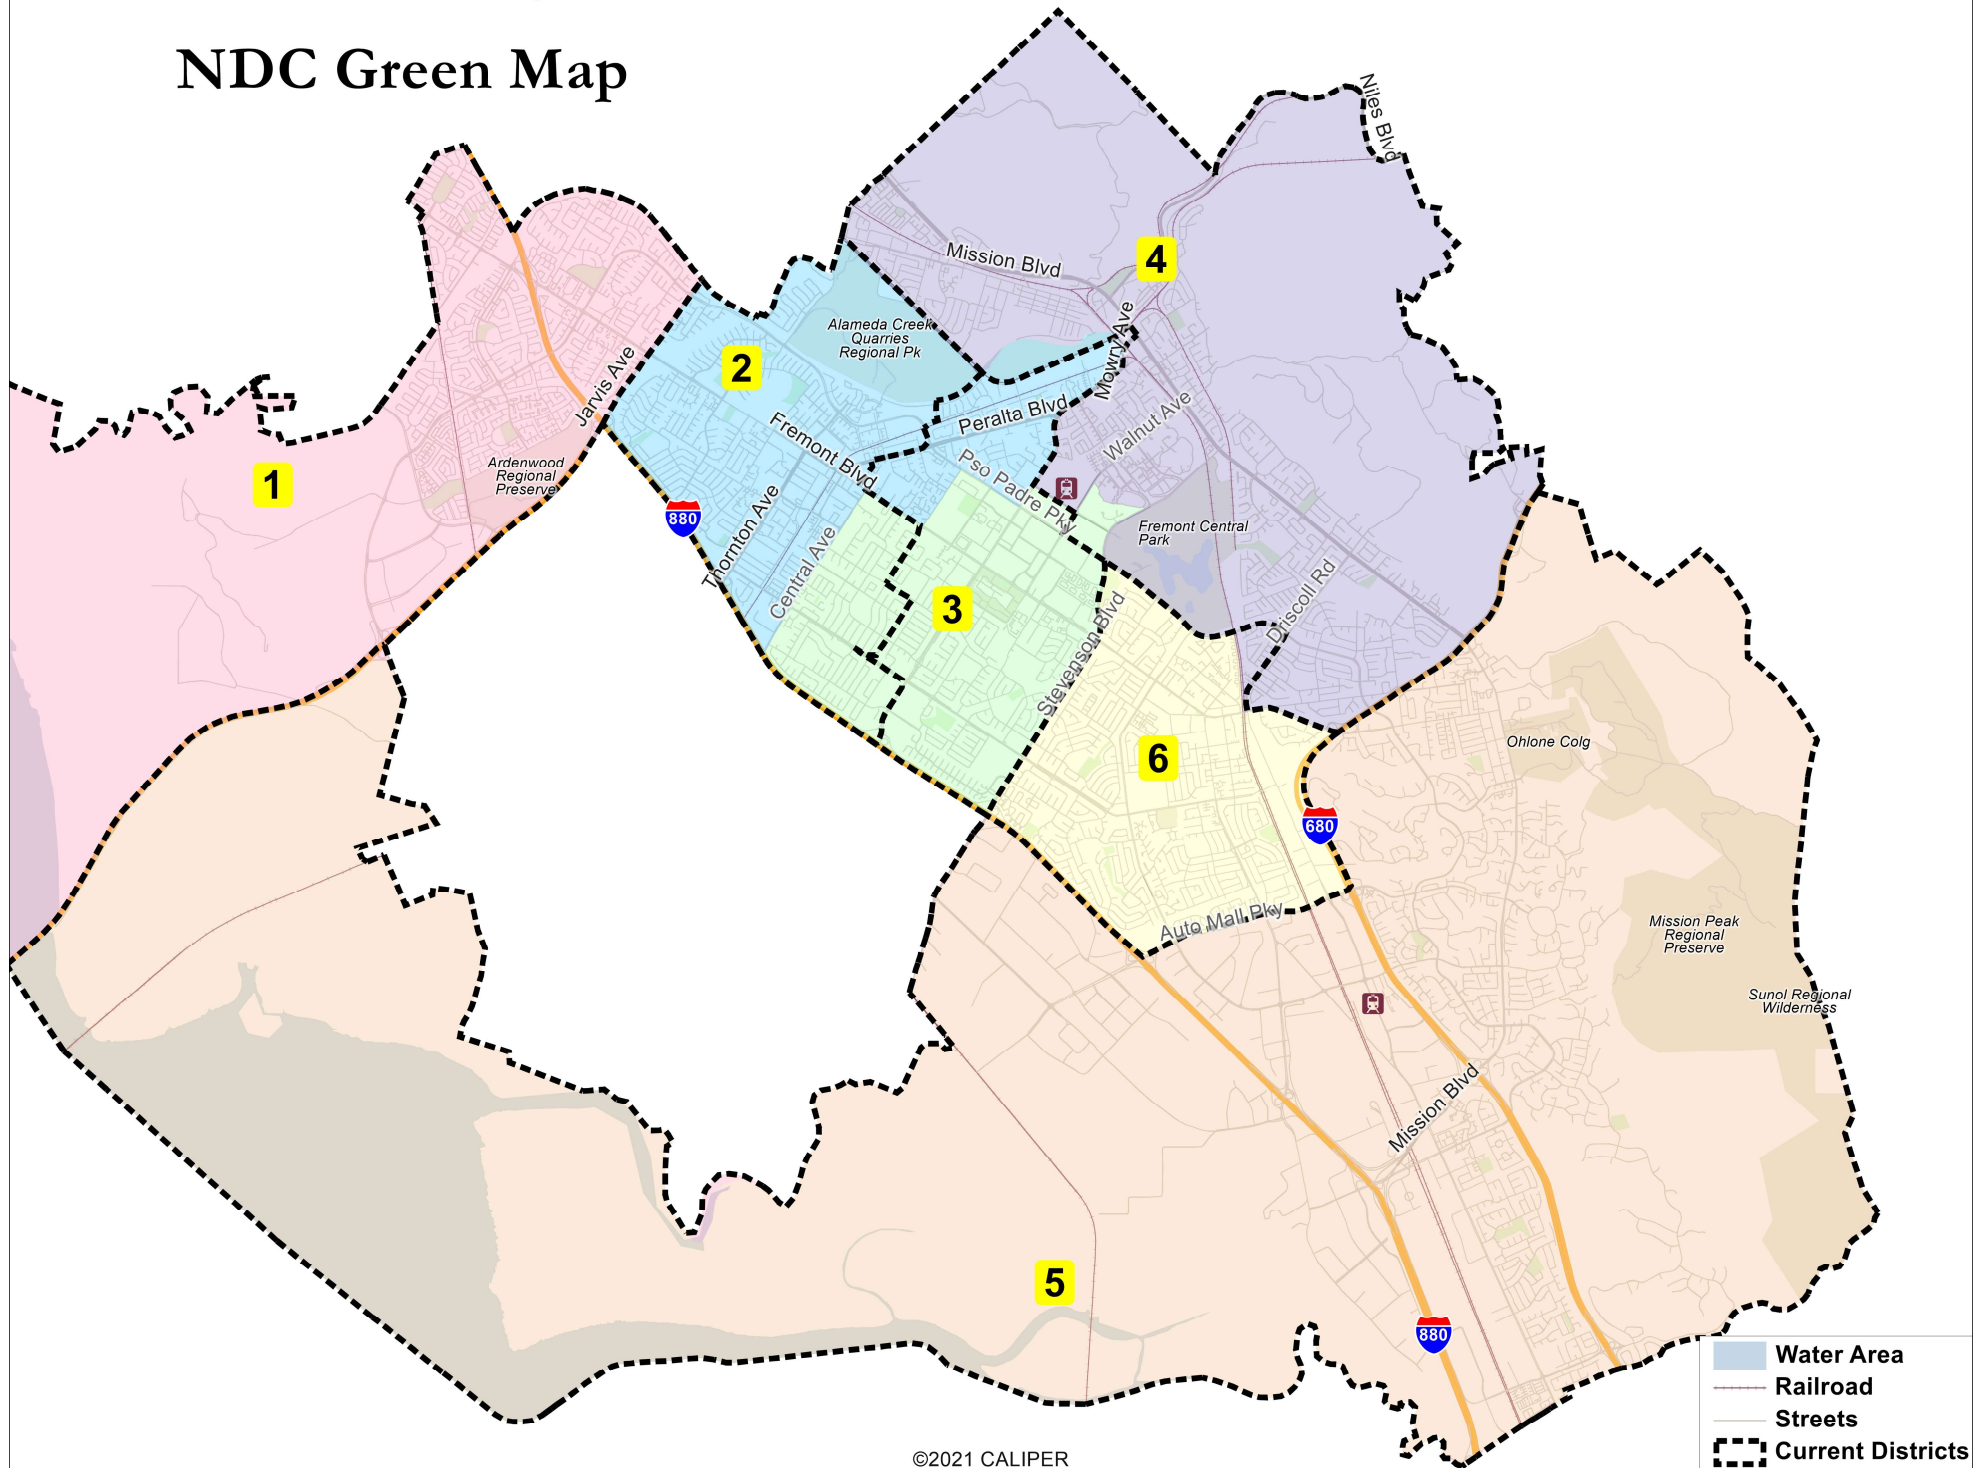 NDC Green Map
Niles Blvd
Mission Blvd
4
Alameda Creek
Quarries
Regional Pk
Mowry Ave
2
Jarvis Ave
Peralta Blvd
Walnut Ave
Fremont Blvd
Pso Padre Pky
Ardenwood
Regional
Preserve
1
880
Thornton Ave
Central Ave
Fremont Central
Park
Driscoll Rd
3
Stevenson Blvd
6
Ohlone Colg
680
Auto Mall Pky
Mission Peak
Regional
Preserve
Sunol Regional
Wilderness
Mission Blvd
5
880
Water Area
Railroad
Streets
Current Districts
©2021 CALIPER